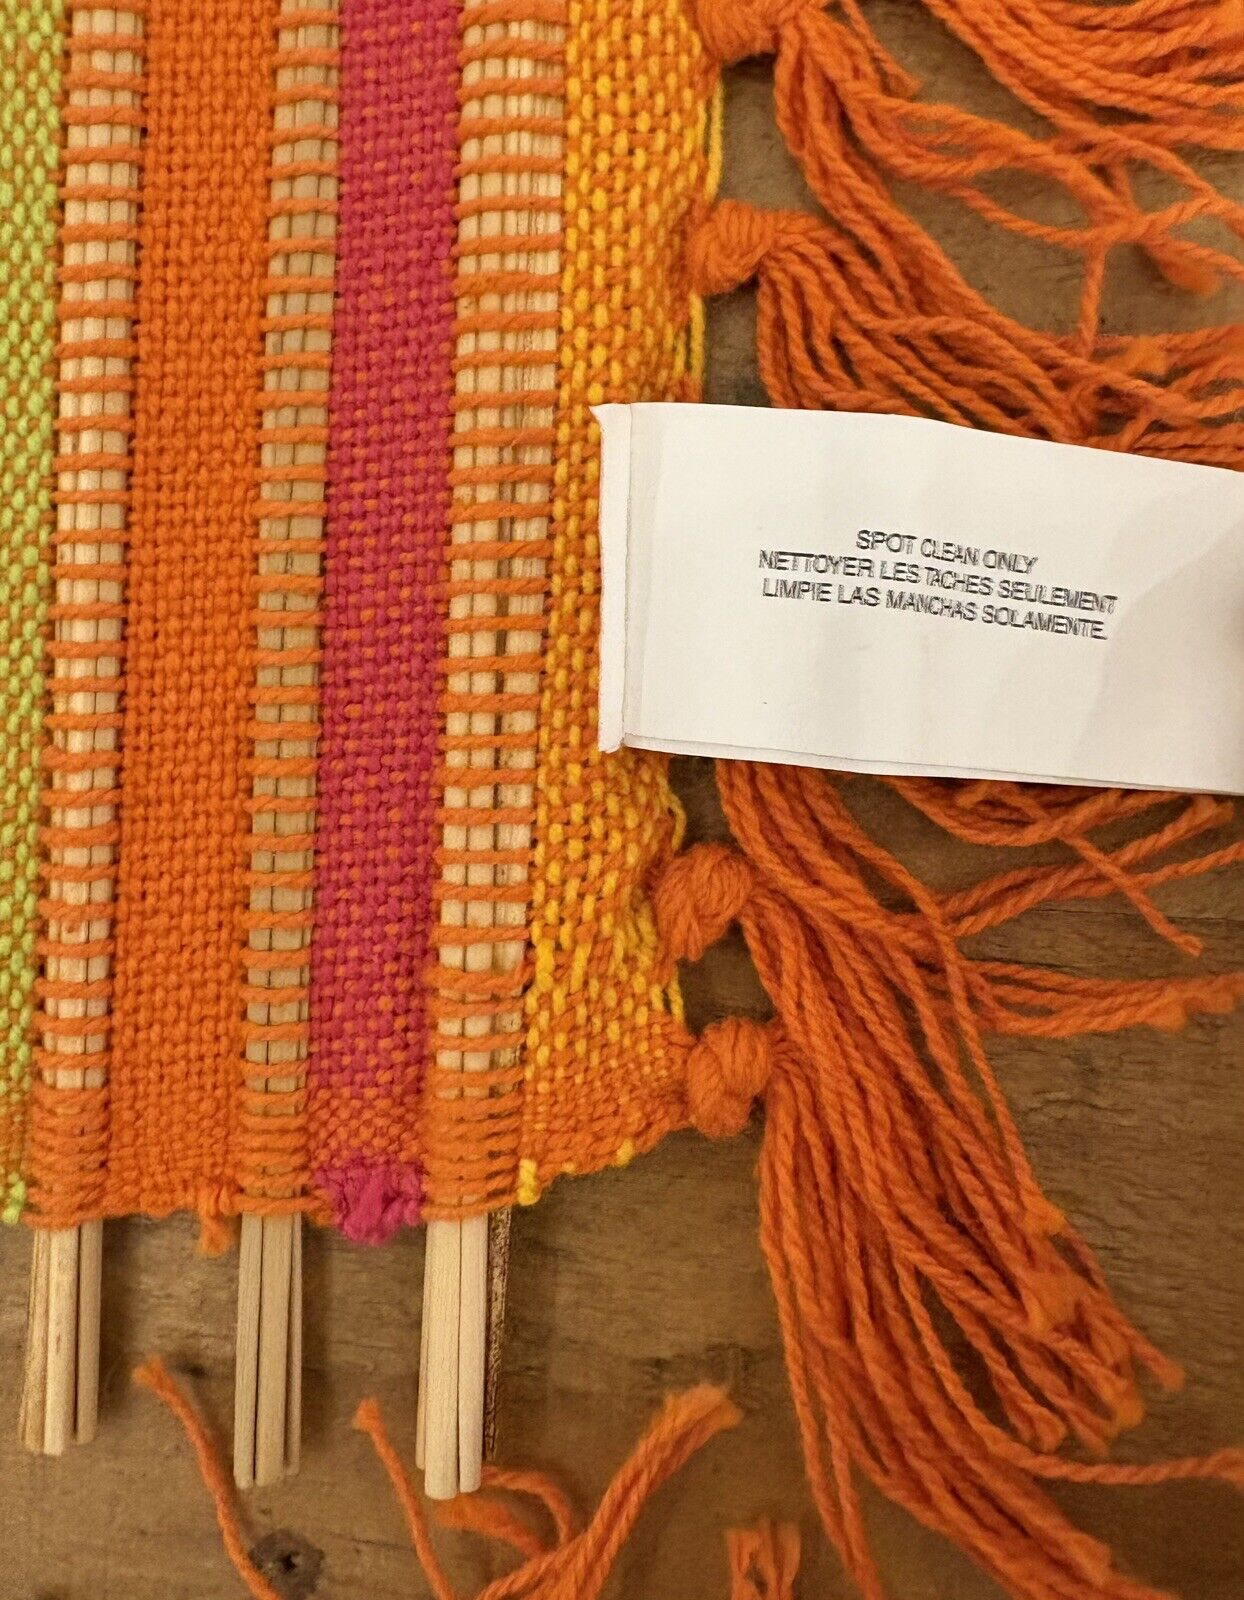 SPOT CLEAN ONLY
NETTOYER LES TACHES SEULEMENT
LIMPIE LAS MANCHAS SOLAMENTE.